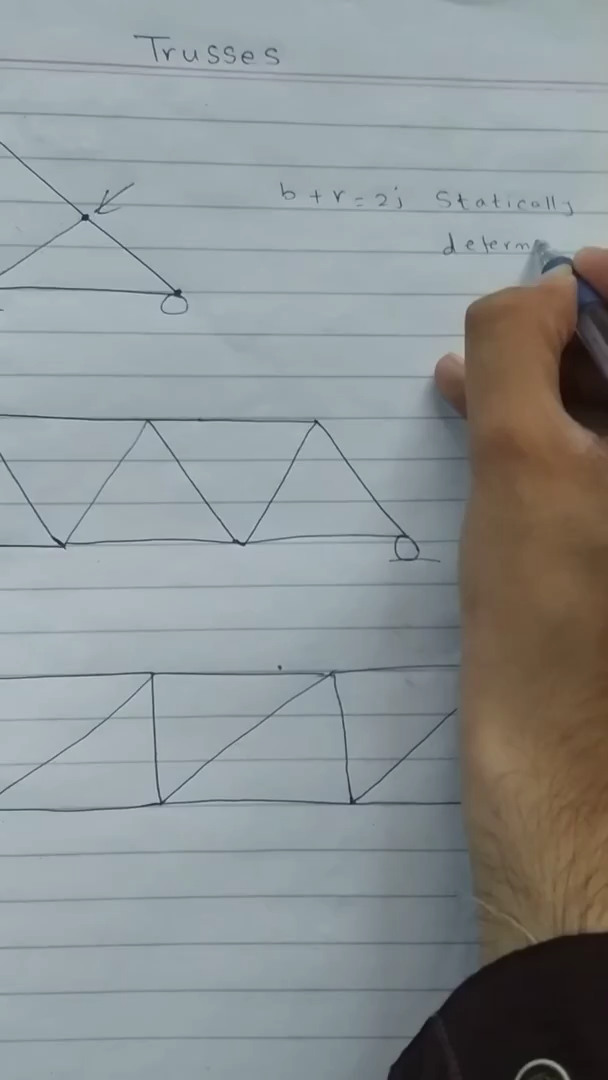 Trusses
b + r = 2j Statically
determ